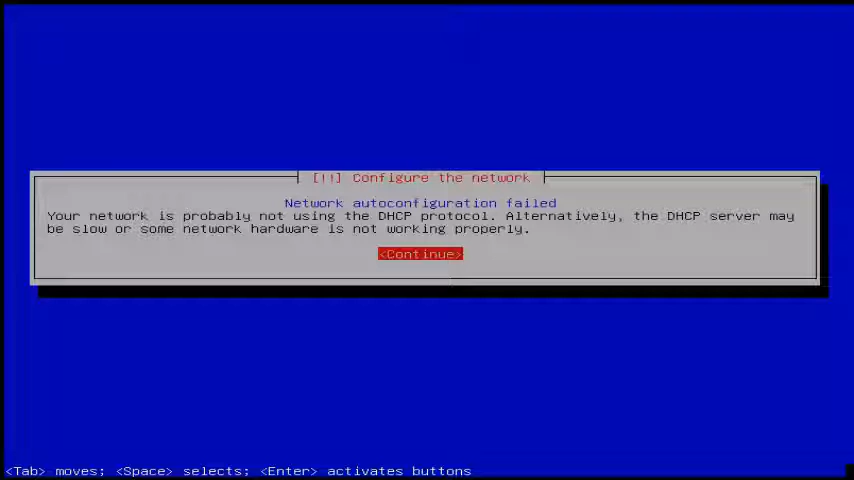 [!!] Configure the network
Network autoconfiguration failed
Your network is probably not using the DHCP protocol. Alternatively, the DHCP server may
be slow or some network hardware is not working properly.
<Continue>
<Tab> moves; <Space> selects; <Enter> activates buttons